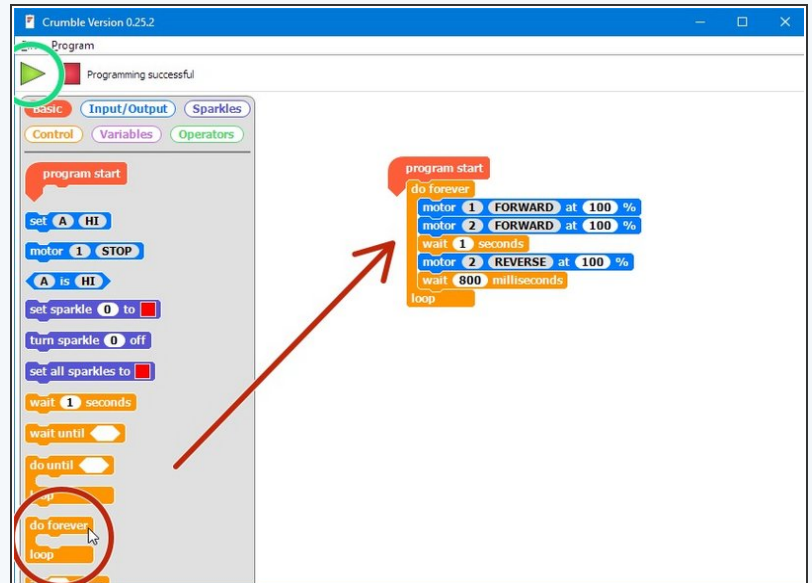 Crumble Version 0.25.2
Program
Programming successful
Basic Input/Output Sparkles
Control Variables Operators
program start
set A HI
motor 1 STOP
A is HI
set sparkle 0 to
turn sparkle 0 off
set all sparkles to
wait 1 seconds
wait until
do until
loop
do forever
loop
program start
do forever
motor 1 FORWARD at 100 %
motor 2 FORWARD at 100 %
wait 1 seconds
motor 2 REVERSE at 100 %
wait 800 milliseconds
loop